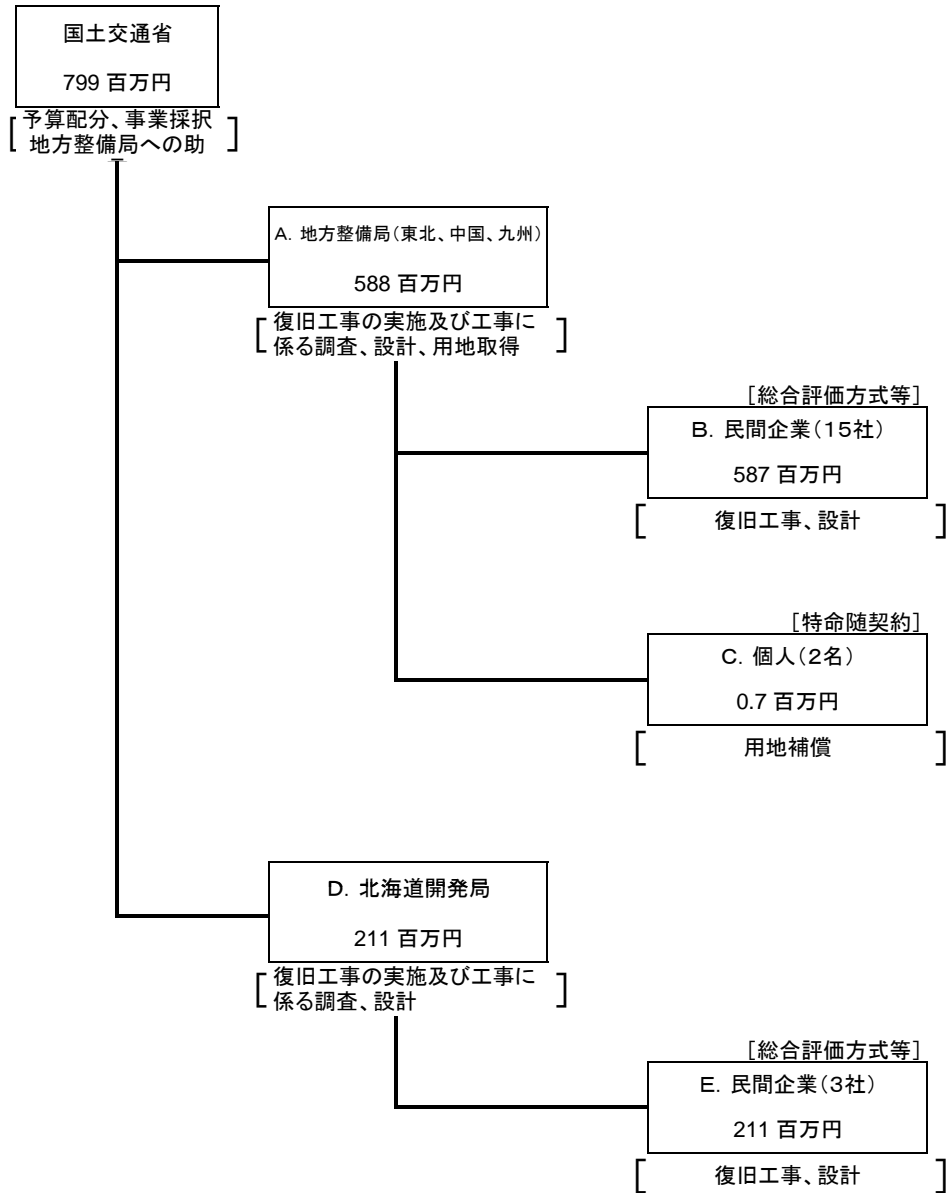 国土交通省
799 百万円
予算配分、事業採択
地方整備局への助
A. 地方整備局(東北、中国、九州)
588 百万円
復旧工事の実施及び工事に
係る調査、設計、用地取得
[総合評価方式等]
B. 民間企業(15社)
587 百万円
復旧工事、設計
[特命随契約]
C. 個人(2名)
0.7 百万円
用地補償
D. 北海道開発局
211 百万円
復旧工事の実施及び工事に
係る調査、設計
[総合評価方式等]
E. 民間企業(3社)
211 百万円
復旧工事、設計